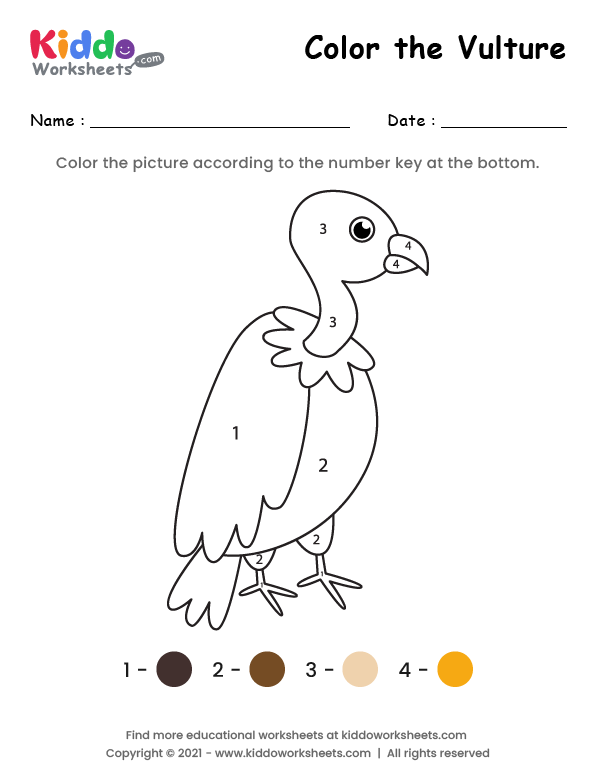 Kiddo
Worksheets
.com
Color the Vulture
Name :
Date :
Color the picture according to the number key at the bottom.
3
4
4
3
1
2
2
2
1
1
1 -
2 -
3 -
4 -
Find more educational worksheets at kiddoworksheets.com
Copyright © 2021 - www.kiddoworksheets.com | All rights reserved